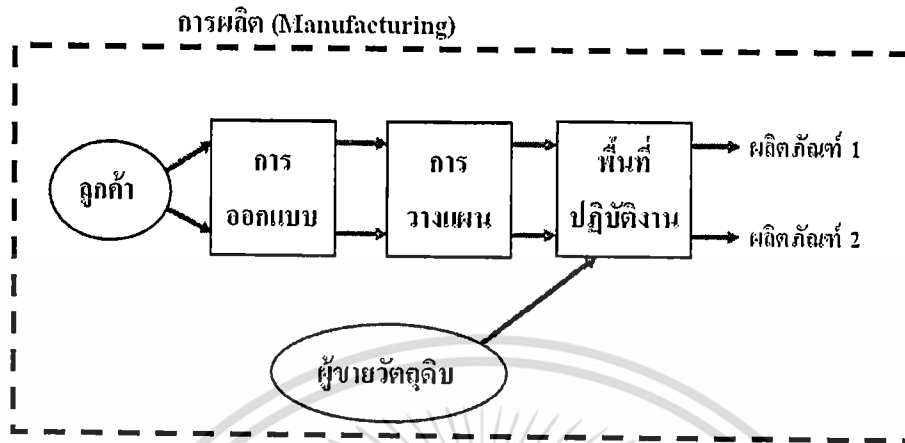 การผลิต (Manufacturing)
ลูกค้า
การ
ออกแบบ
การ
วางแผน
พื้นที่
ปฏิบัติงาน
ผลิตภัณฑ์ 1
ผลิตภัณฑ์ 2
ผู้ขายวัตถุดิบ